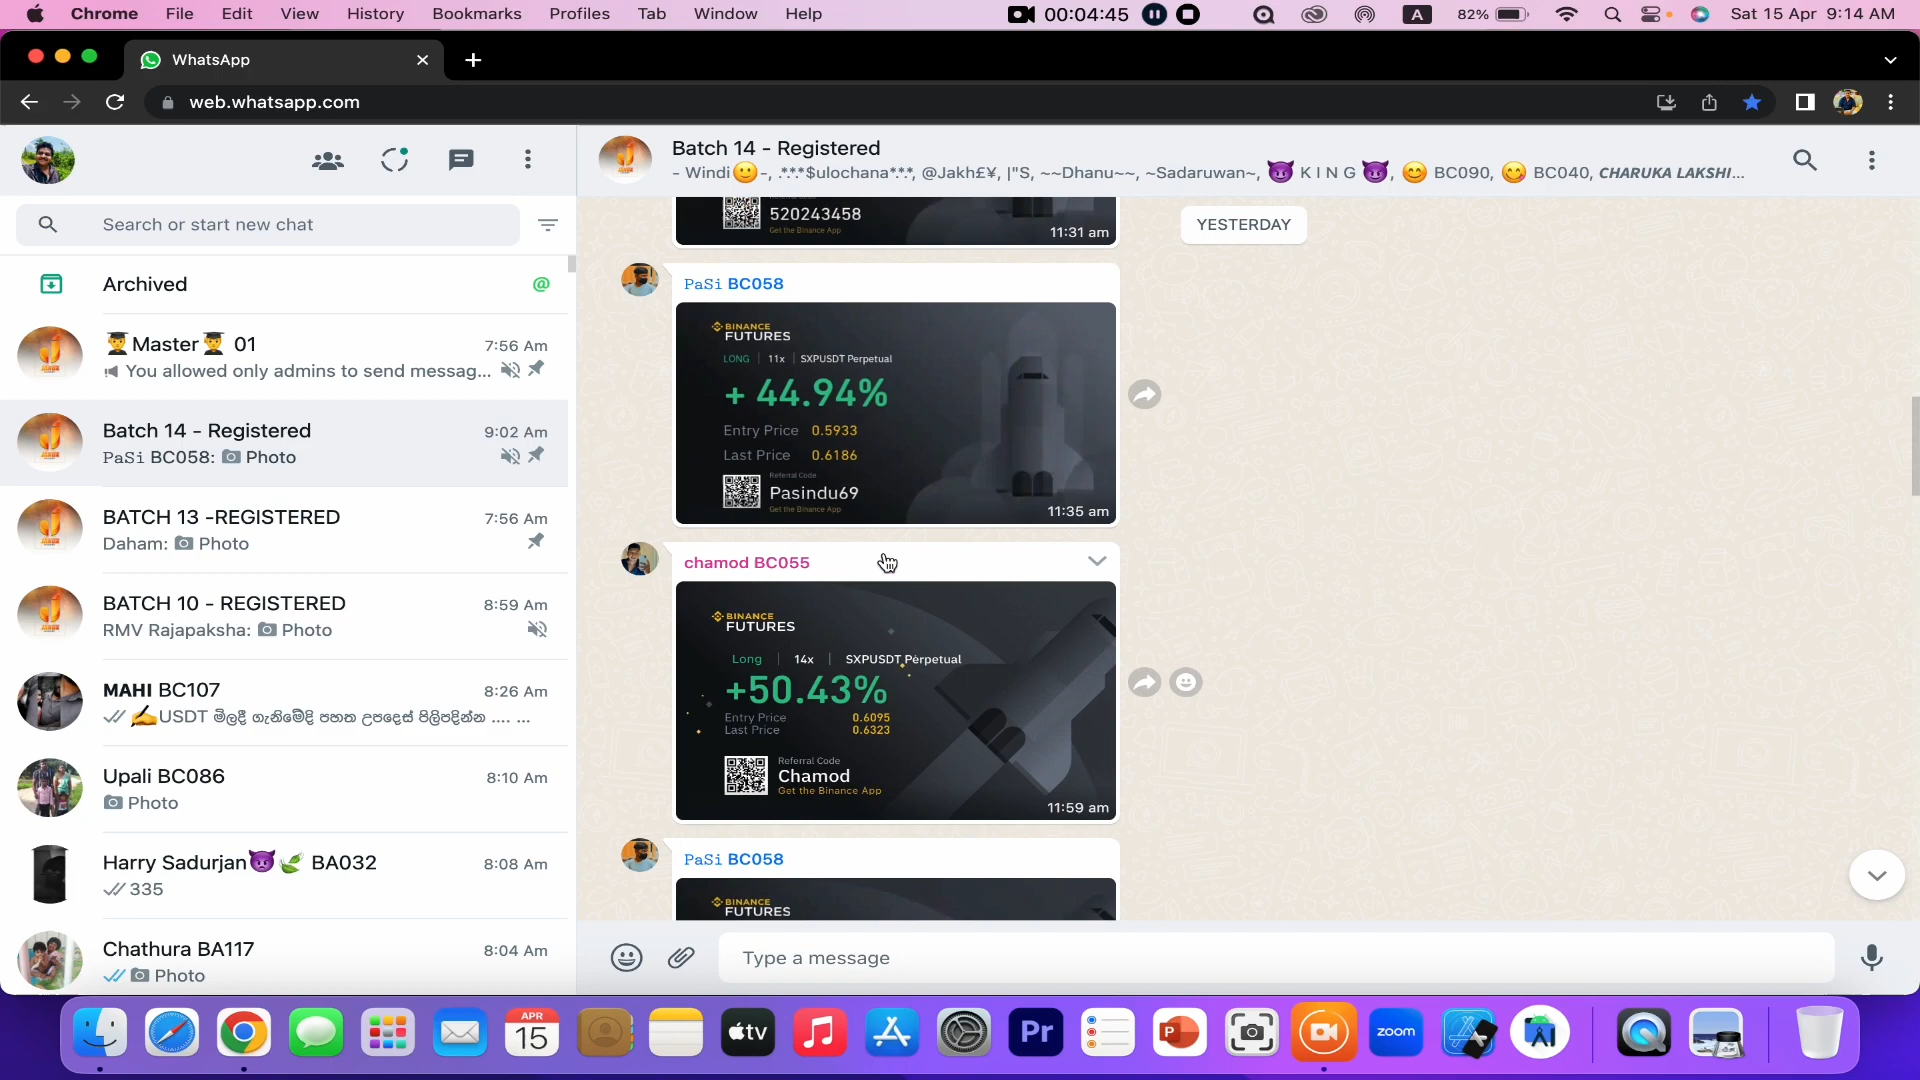 Chrome File Edit View History Bookmarks Profiles Tab Window Help 00:04:45 A 82% Sat 15 Apr 9:14 AM
WhatsApp
web.whatsapp.com
Search or start new chat
Archived @
👨‍🎓Master👨‍🎓 01 7:56 Am
You allowed only admins to send messag...
Batch 14 - Registered 9:02 Am
PaSi BC058: Photo
BATCH 13 -REGISTERED 7:56 Am
Daham: Photo
BATCH 10 - REGISTERED 8:59 Am
RMV Rajapaksha: Photo
MAHI BC107 8:26 Am
✍️USDT මිලදී ගැනිමේදි පහත උපදෙස් පිලිපදින්න .... ...
Upali BC086 8:10 Am
Photo
Harry Sadurjan😈🌿 BA032 8:08 Am
335
Chathura BA117 8:04 Am
Photo
Batch 14 - Registered
- Windi🙂-, .***$ulochana***, @Jakh£¥, |"S, ~~Dhanu~~, ~Sadaruwan~, 😈 K I N G 😈, 😊 BC090, 😋 BC040, CHARUKA LAKSHI...
YESTERDAY
520243458
Get the Binance App
11:31 am
PaSi BC058
BINANCE
FUTURES
LONG | 11x | SXPUSDT Perpetual
+ 44.94%
Entry Price 0.5933
Last Price 0.6186
Referral Code
Pasindu69
Get the Binance App
11:35 am
chamod BC055
BINANCE
FUTURES
Long | 14x | SXPUSDT Perpetual
+50.43%
Entry Price 0.6095
Last Price 0.6323
Referral Code
Chamod
Get the Binance App
11:59 am
PaSi BC058
BINANCE
FUTURES
Type a message
APR
15
tv
Pr
P
zoom